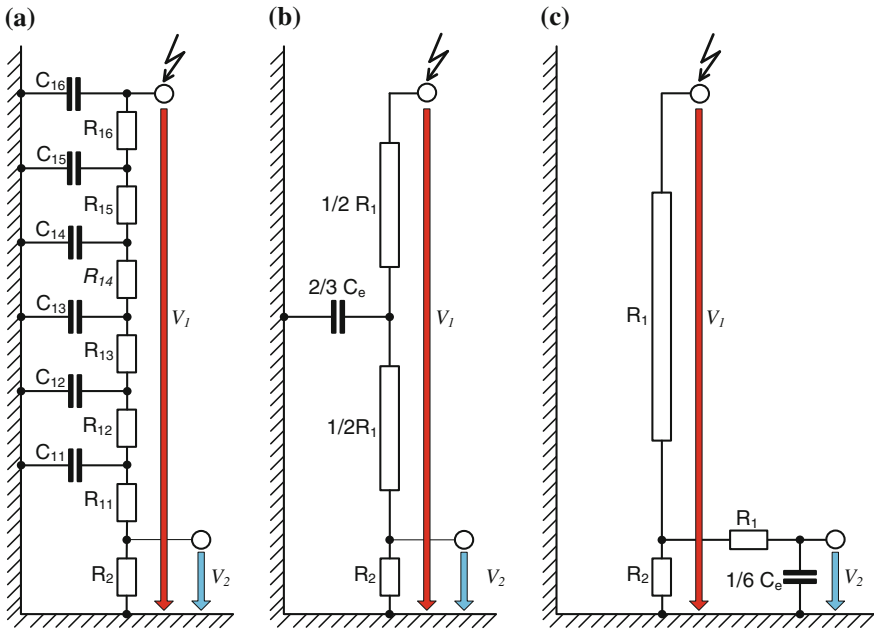 (a)
C16
R16
C15
R15
C14
R14
C13
R13
C12
R12
C11
R11
R2
V1
V2
(b)
1/2 R1
2/3 Ce
1/2R1
R2
V1
V2
(c)
R1
V1
R1
R2
1/6 Ce
V2